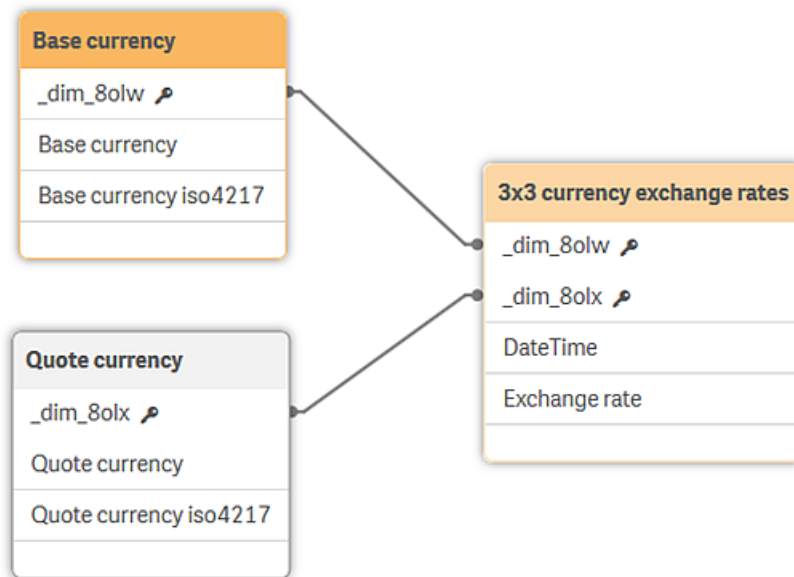 Base currency
_dim_8olw
Base currency
Base currency iso4217
Quote currency
_dim_8olx
Quote currency
Quote currency iso4217
3x3 currency exchange rates
_dim_8olw
_dim_8olx
DateTime
Exchange rate